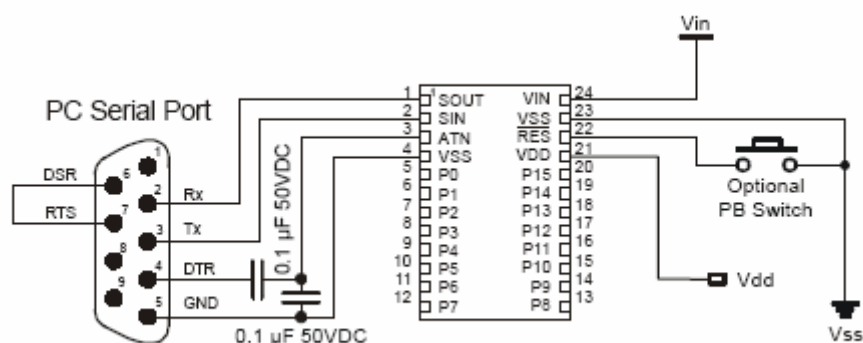 Vin
PC Serial Port
DSR
RTS
Rx
Tx
DTR
GND
1
2
3
4
5
6
7
8
9
0.1 µF 50VDC
0.1 µF 50VDC
1 SOUT VIN 24
2 SIN VSS 23
3 ATN RES 22
4 VSS VDD 21
5 P0 P15 20
6 P1 P14 19
7 P2 P13 18
8 P3 P12 17
9 P4 P11 16
10 P5 P10 15
11 P6 P9 14
12 P7 P8 13
1
Optional
PB Switch
Vdd
Vss